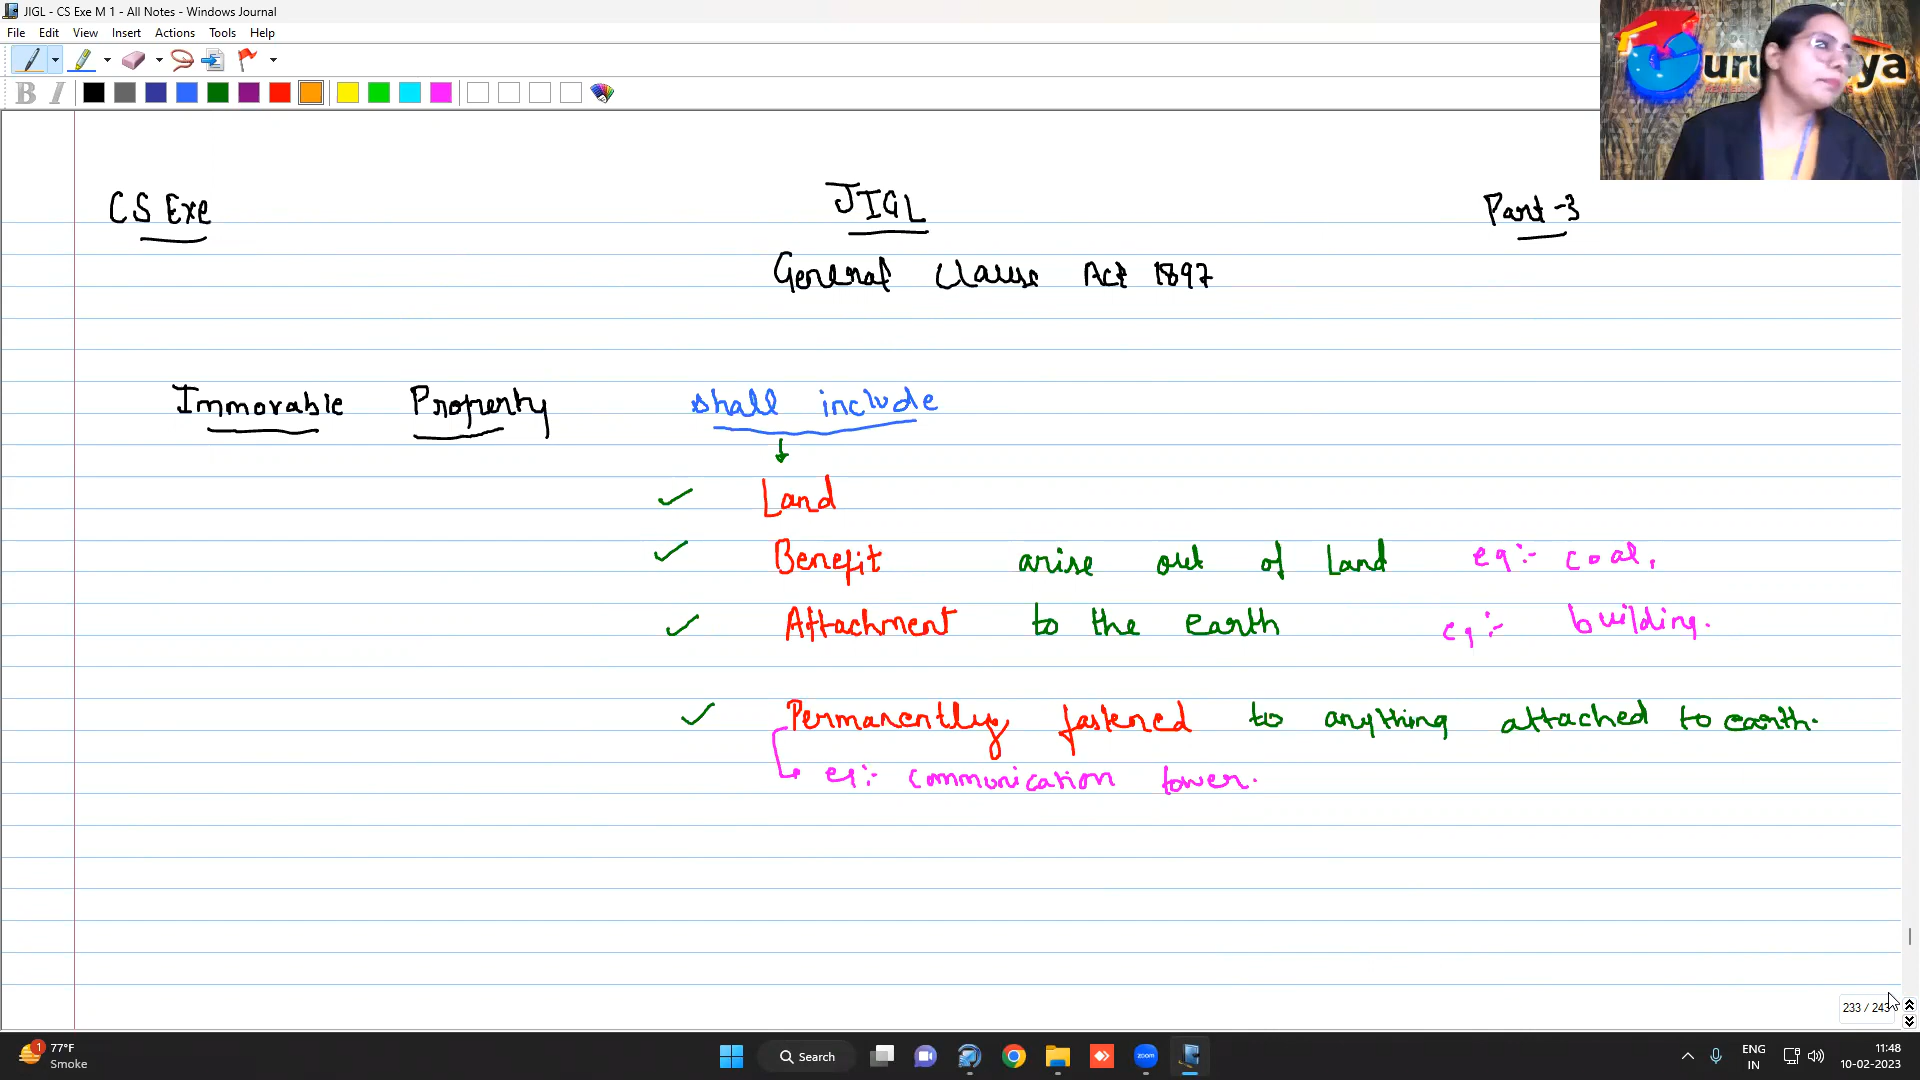 JIGL - CS Exe M 1 - All Notes - Windows Journal
File Edit View Insert Actions Tools Help
B I
CS Exe JIGL Part-3
General Clause Act 1897
Immovable Property shall include
Land
Benefit arise out of Land eg:- coal,
Attachment to the earth eg:- building.
Permanently fastened to anything attached to earth.
eg:- communication tower.
233 / 243
1
77°F
Smoke
Search
zoom
ENG
IN
11:48
10-02-2023